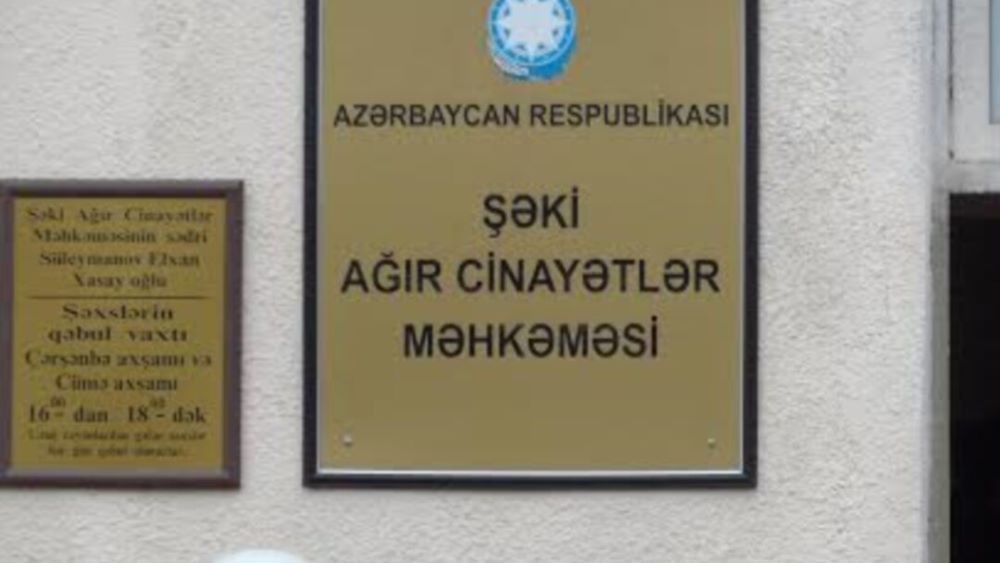 AZƏRBAYCAN RESPUBLİKASI
ŞƏKİ
AĞIR CİNAYƏTLƏR
MƏHKƏMƏSİ
Şəki Ağır Cinayətlər
Məhkəməsinin sədri
Süleymanov Elxan
Xasay oğlu
Şəxslərin
qəbul vaxtı
Çərşənbə axşamı və
Cümə axşamı
16⁰⁰- dan 18⁰⁰- dək